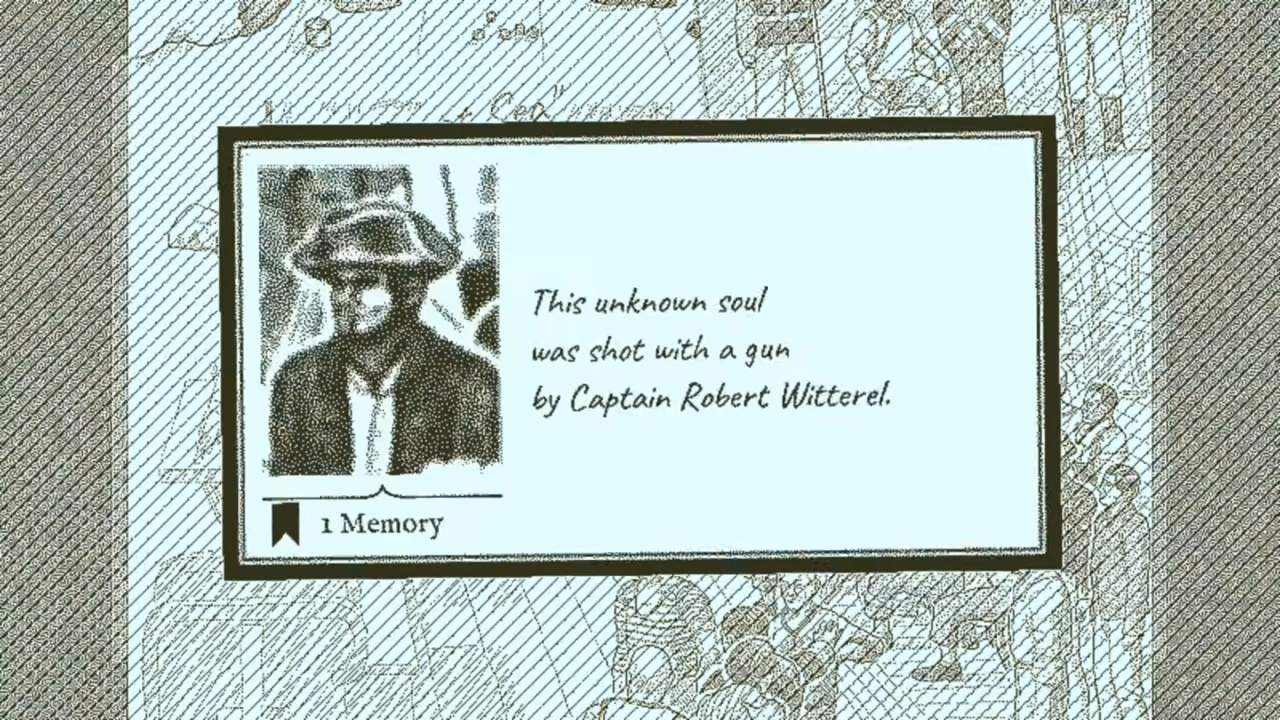 This unknown soul
was shot with a gun
by Captain Robert Witterel.
1 Memory